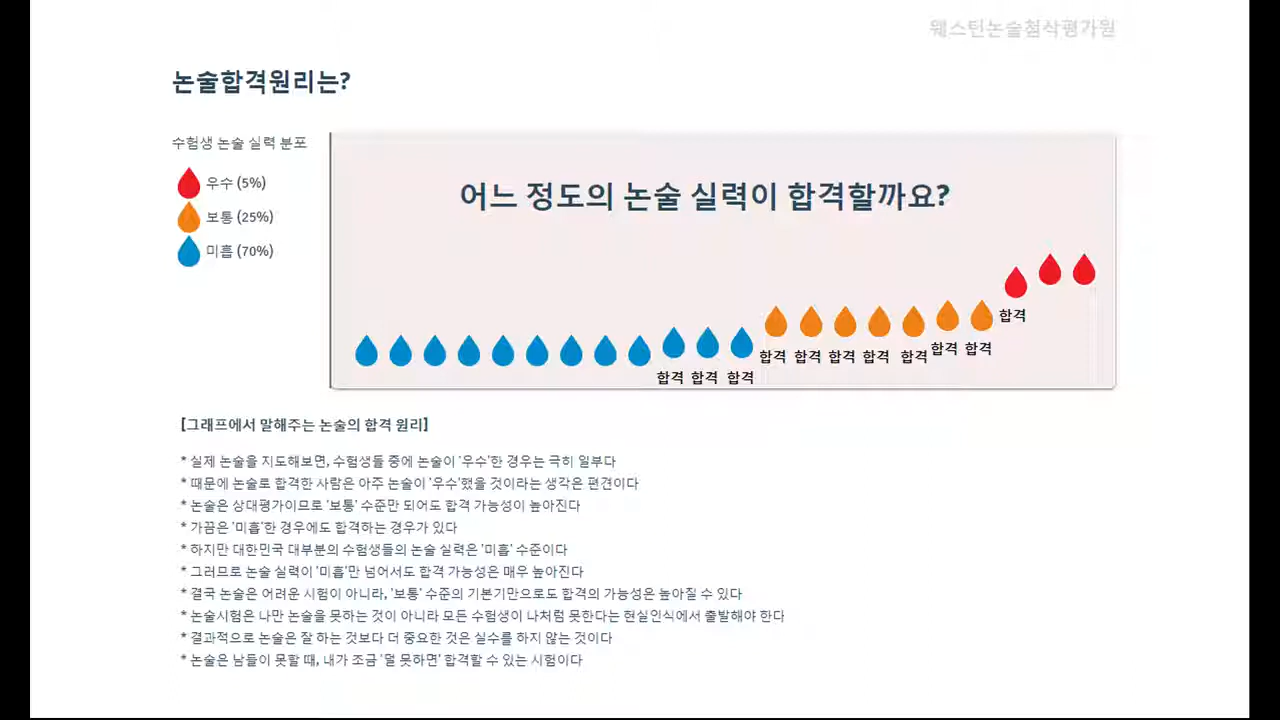 웨스틴논술첨삭평가원
논술합격원리는?
수험생 논술 실력 분포
우수 (5%)
보통 (25%)
미흡 (70%)
어느 정도의 논술 실력이 합격할까요?
합격
합격 합격
합격 합격 합격 합격 합격
합격 합격 합격
[그래프에서 말해주는 논술의 합격 원리]
* 실제 논술을 지도해보면, 수험생들 중에 논술이 '우수'한 경우는 극히 일부다
* 때문에 논술로 합격한 사람은 아주 논술이 '우수'했을 것이라는 생각은 편견이다
* 논술은 상대평가이므로 '보통' 수준만 되어도 합격 가능성이 높아진다
* 가끔은 '미흡'한 경우에도 합격하는 경우가 있다
* 하지만 대한민국 대부분의 수험생들의 논술 실력은 '미흡' 수준이다
* 그러므로 논술 실력이 '미흡'만 넘어서도 합격 가능성은 매우 높아진다
* 결국 논술은 어려운 시험이 아니라, '보통' 수준의 기본기만으로도 합격의 가능성은 높아질 수 있다
* 논술시험은 나만 논술을 못하는 것이 아니라 모든 수험생이 나처럼 못한다는 현실인식에서 출발해야 한다
* 결과적으로 논술은 잘 하는 것보다 더 중요한 것은 실수를 하지 않는 것이다
* 논술은 남들이 못할 때, 내가 조금 '덜 못하면' 합격할 수 있는 시험이다